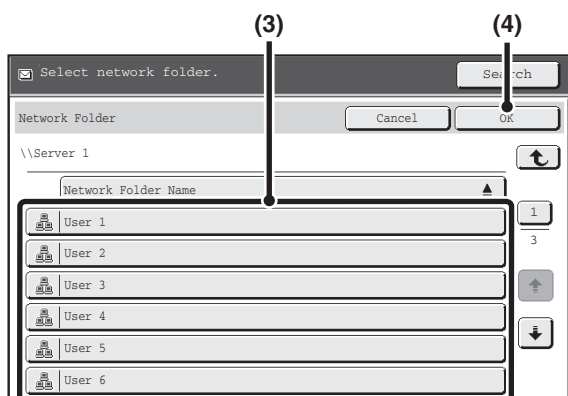 (3) (4)
Select network folder. Search
Network Folder Cancel OK
\\Server 1
Network Folder Name
1
User 1
3
User 2
User 3
User 4
User 5
User 6